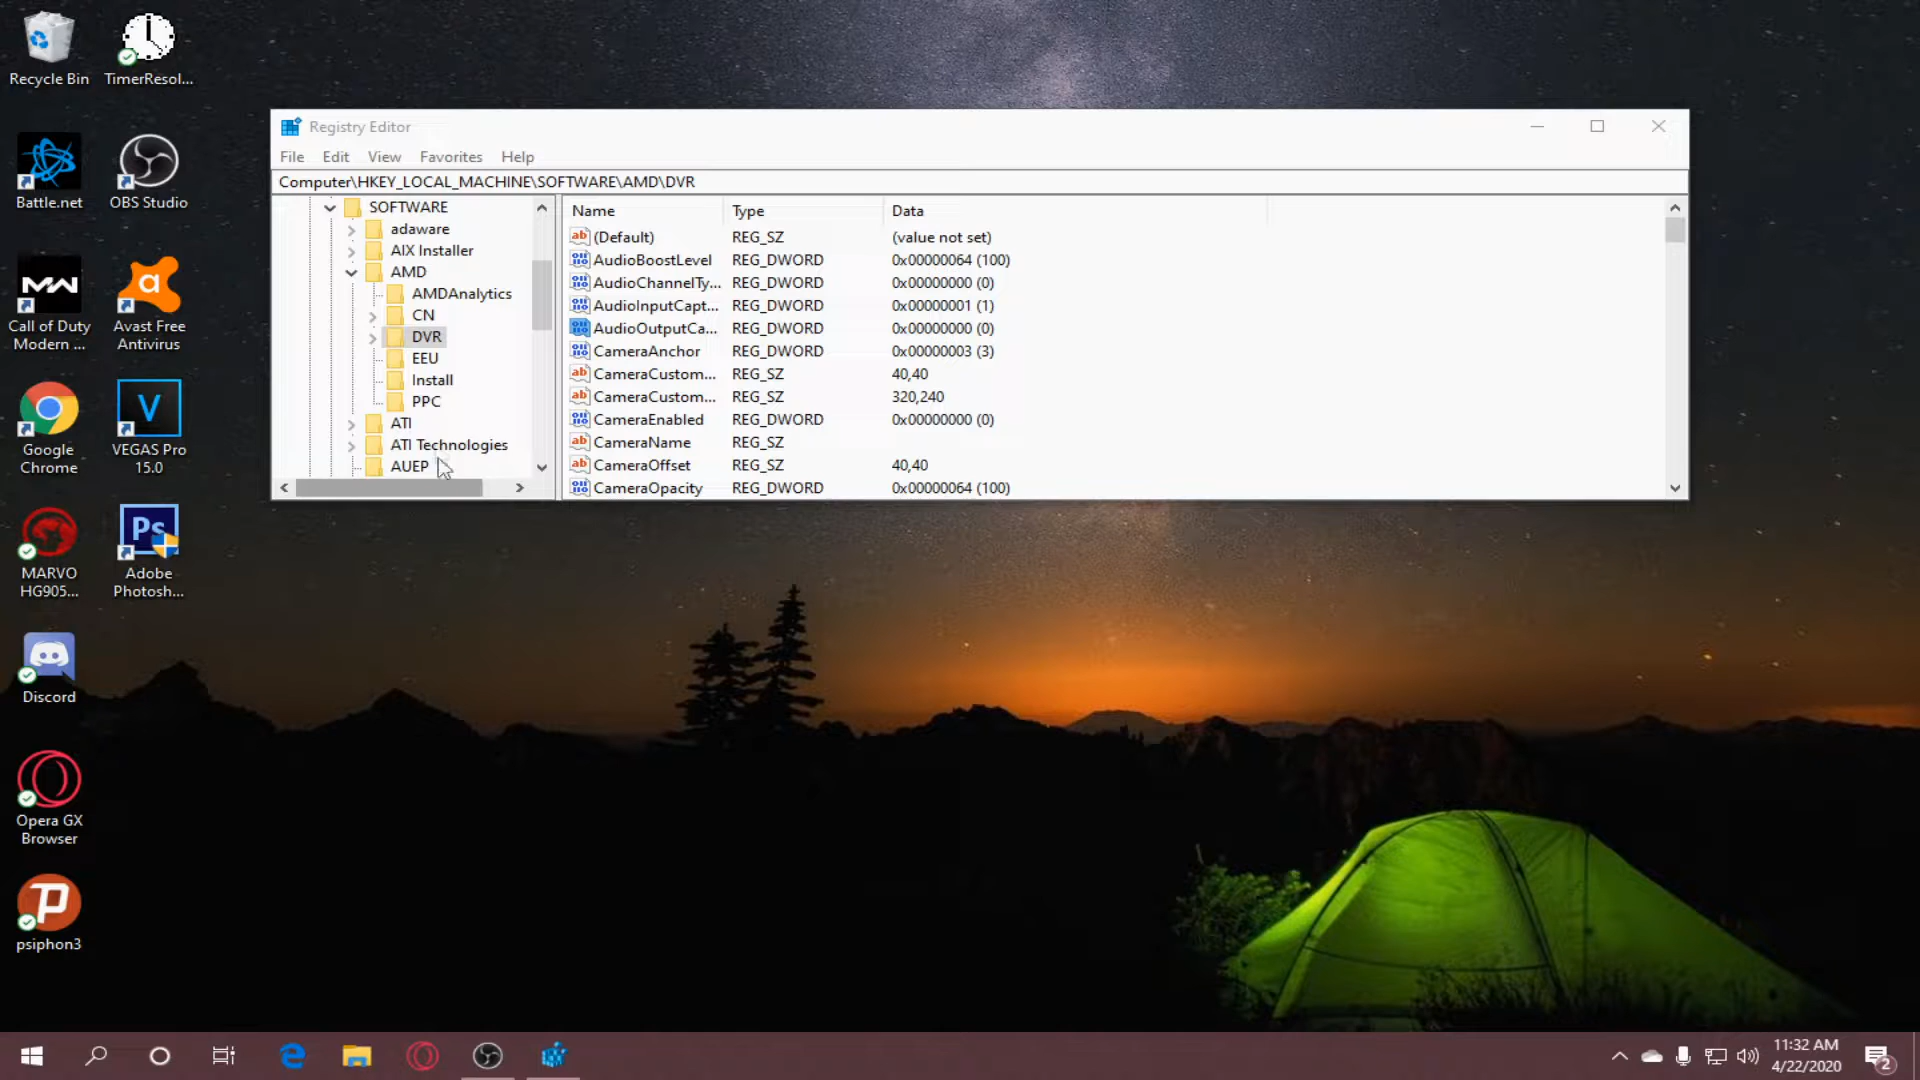 Recycle Bin
TimerResol...
Battle.net
OBS Studio
Call of Duty
Modern ...
Avast Free
Antivirus
Google
Chrome
VEGAS Pro
15.0
MARVO
HG905...
Adobe
Photosh...
Discord
Opera GX
Browser
psiphon3
Registry Editor
File Edit View Favorites Help
Computer\HKEY_LOCAL_MACHINE\SOFTWARE\AMD\DVR
SOFTWARE
adaware
AIX Installer
AMD
AMDAnalytics
CN
DVR
EEU
Install
PPC
ATI
ATI Technologies
AUEP
Name Type Data
(Default) REG_SZ (value not set)
AudioBoostLevel REG_DWORD 0x00000064 (100)
AudioChannelTy... REG_DWORD 0x00000000 (0)
AudioInputCapt... REG_DWORD 0x00000001 (1)
AudioOutputCa... REG_DWORD 0x00000000 (0)
CameraAnchor REG_DWORD 0x00000003 (3)
CameraCustom... REG_SZ 40,40
CameraCustom... REG_SZ 320,240
CameraEnabled REG_DWORD 0x00000000 (0)
CameraName REG_SZ
CameraOffset REG_SZ 40,40
CameraOpacity REG_DWORD 0x00000064 (100)
11:32 AM
4/22/2020
2